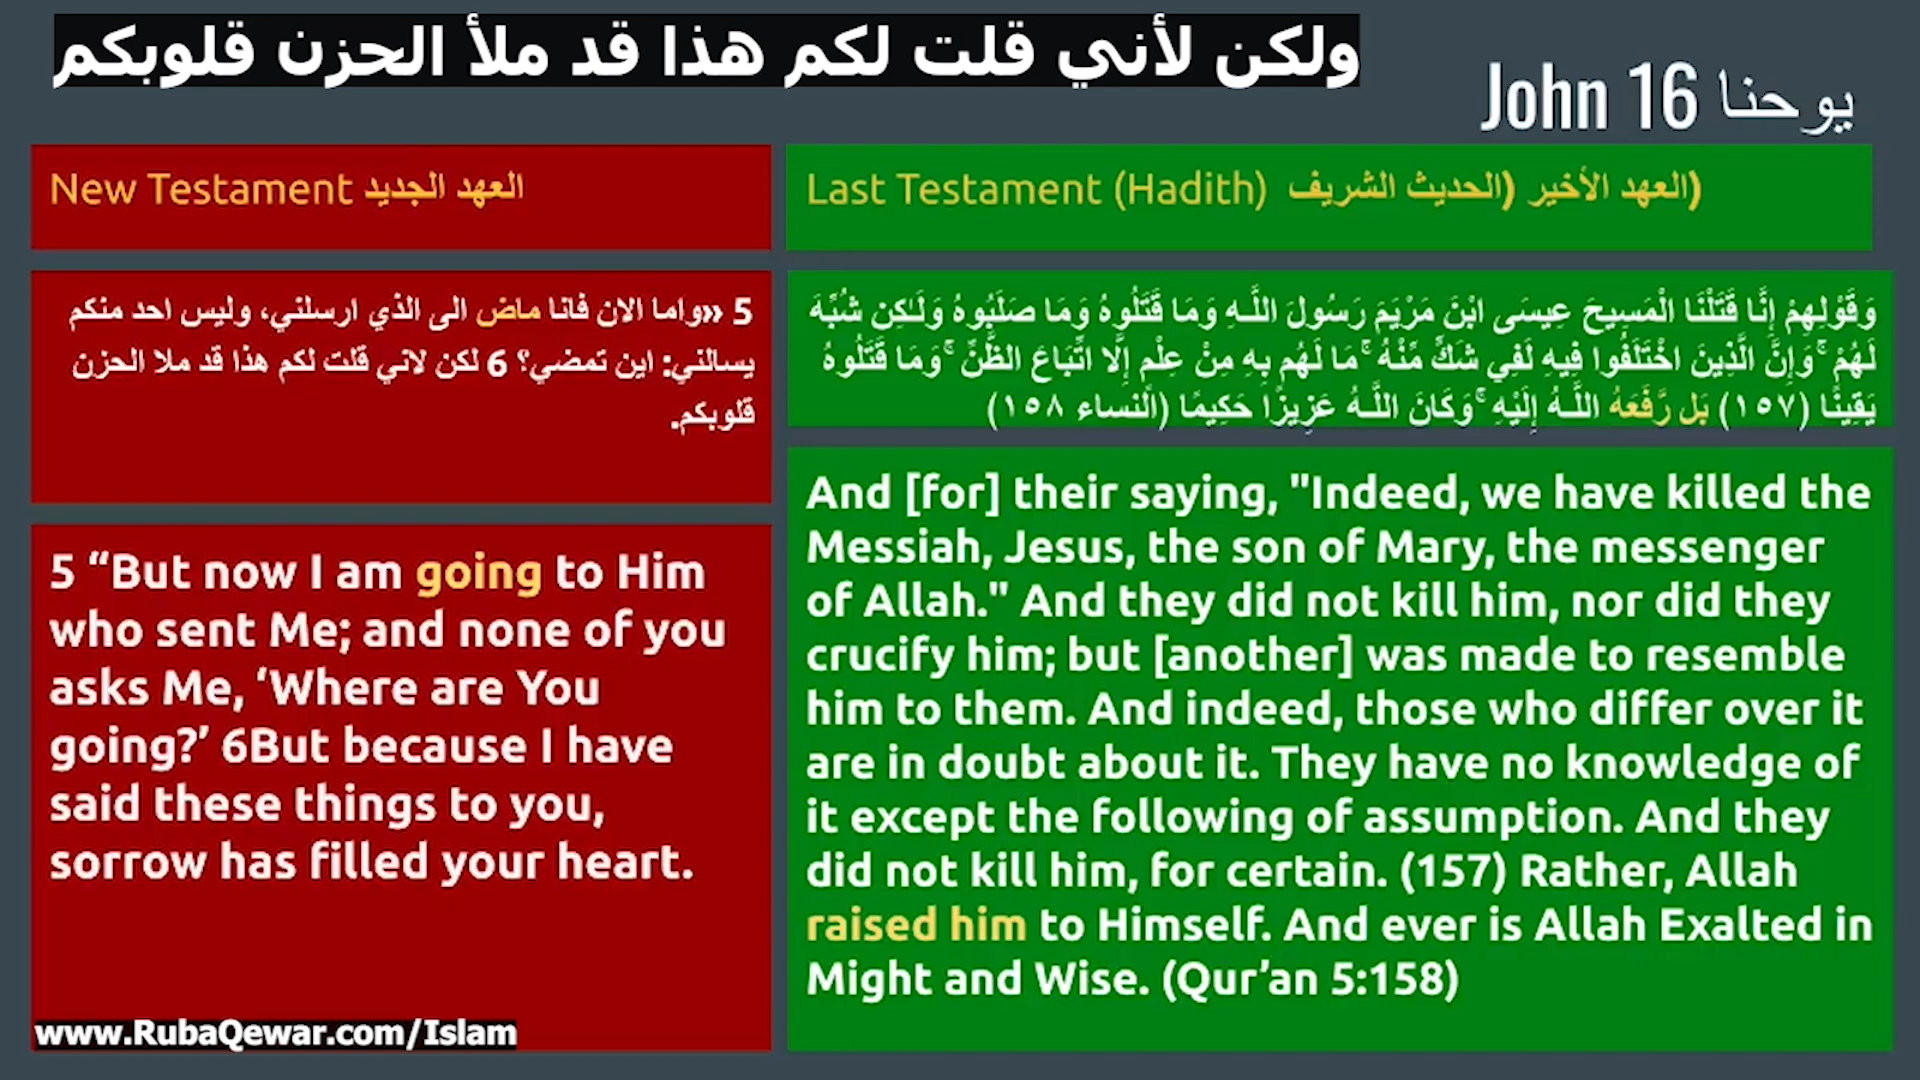 ولكن لأني قلت لكم هذا قد ملأ الحزن قلوبكم
John 16 يوحنا
New Testament العهد الجديد
Last Testament (Hadith) العهد الأخير (الحديث الشريف)
5 «واما الان فانا ماض الى الذي ارسلني، وليس احد منكم
يسالني: اين تمضي؟ 6 لكن لاني قلت لكم هذا قد ملا الحزن
قلوبكم.
5 “But now I am going to Him
who sent Me; and none of you
asks Me, ‘Where are You
going?’ 6But because I have
said these things to you,
sorrow has filled your heart.
وَقَوْلِهِمْ إِنَّا قَتَلْنَا الْمَسِيحَ عِيسَى ابْنَ مَرْيَمَ رَسُولَ اللَّـهِ وَمَا قَتَلُوهُ وَمَا صَلَبُوهُ وَلَـٰكِن شُبِّهَ
لَهُمْ ۚ وَإِنَّ الَّذِينَ اخْتَلَفُوا فِيهِ لَفِي شَكٍّ مِّنْهُ ۚ مَا لَهُم بِهِ مِنْ عِلْمٍ إِلَّا اتِّبَاعَ الظَّنِّ ۚ وَمَا قَتَلُوهُ
يَقِينًا (١٥٧) بَل رَّفَعَهُ اللَّـهُ إِلَيْهِ ۚ وَكَانَ اللَّـهُ عَزِيزًا حَكِيمًا (النساء ١٥٨)
And [for] their saying, "Indeed, we have killed the
Messiah, Jesus, the son of Mary, the messenger
of Allah." And they did not kill him, nor did they
crucify him; but [another] was made to resemble
him to them. And indeed, those who differ over it
are in doubt about it. They have no knowledge of
it except the following of assumption. And they
did not kill him, for certain. (157) Rather, Allah
raised him to Himself. And ever is Allah Exalted in
Might and Wise. (Qur’an 5:158)
www.RubaQewar.com/Islam